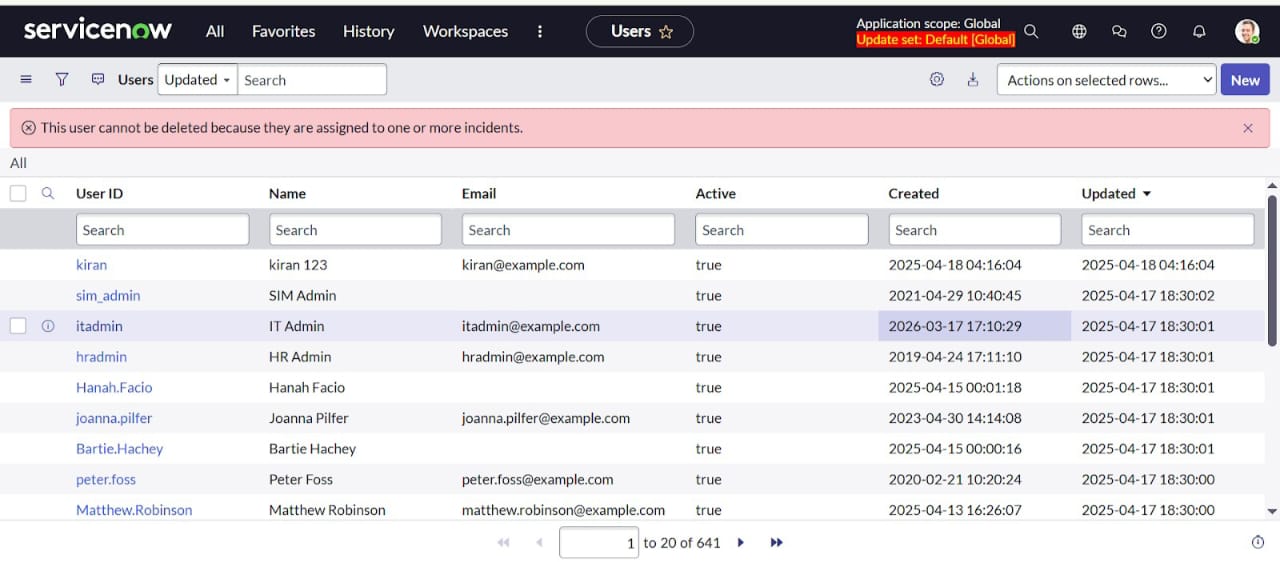 servicenow All Favorites History Workspaces Users Application scope: Global
Update set: Default [Global]
Users Updated Search Actions on selected rows... New
This user cannot be deleted because they are assigned to one or more incidents.
All
User ID Name Email Active Created Updated
Search Search Search Search Search Search
kiran kiran 123 kiran@example.com true 2025-04-18 04:16:04 2025-04-18 04:16:04
sim_admin SIM Admin true 2021-04-29 10:40:45 2025-04-17 18:30:02
itadmin IT Admin itadmin@example.com true 2026-03-17 17:10:29 2025-04-17 18:30:01
hradmin HR Admin hradmin@example.com true 2019-04-24 17:11:10 2025-04-17 18:30:01
Hanah.Facio Hanah Facio true 2025-04-15 00:01:18 2025-04-17 18:30:01
joanna.pilfer Joanna Pilfer joanna.pilfer@example.com true 2023-04-30 14:14:08 2025-04-17 18:30:01
Bartie.Hachey Bartie Hachey true 2025-04-15 00:00:16 2025-04-17 18:30:01
peter.foss Peter Foss peter.foss@example.com true 2020-02-21 10:20:24 2025-04-17 18:30:00
Matthew.Robinson Matthew Robinson matthew.robinson@example.com true 2025-04-13 16:26:07 2025-04-17 18:30:00
1 to 20 of 641